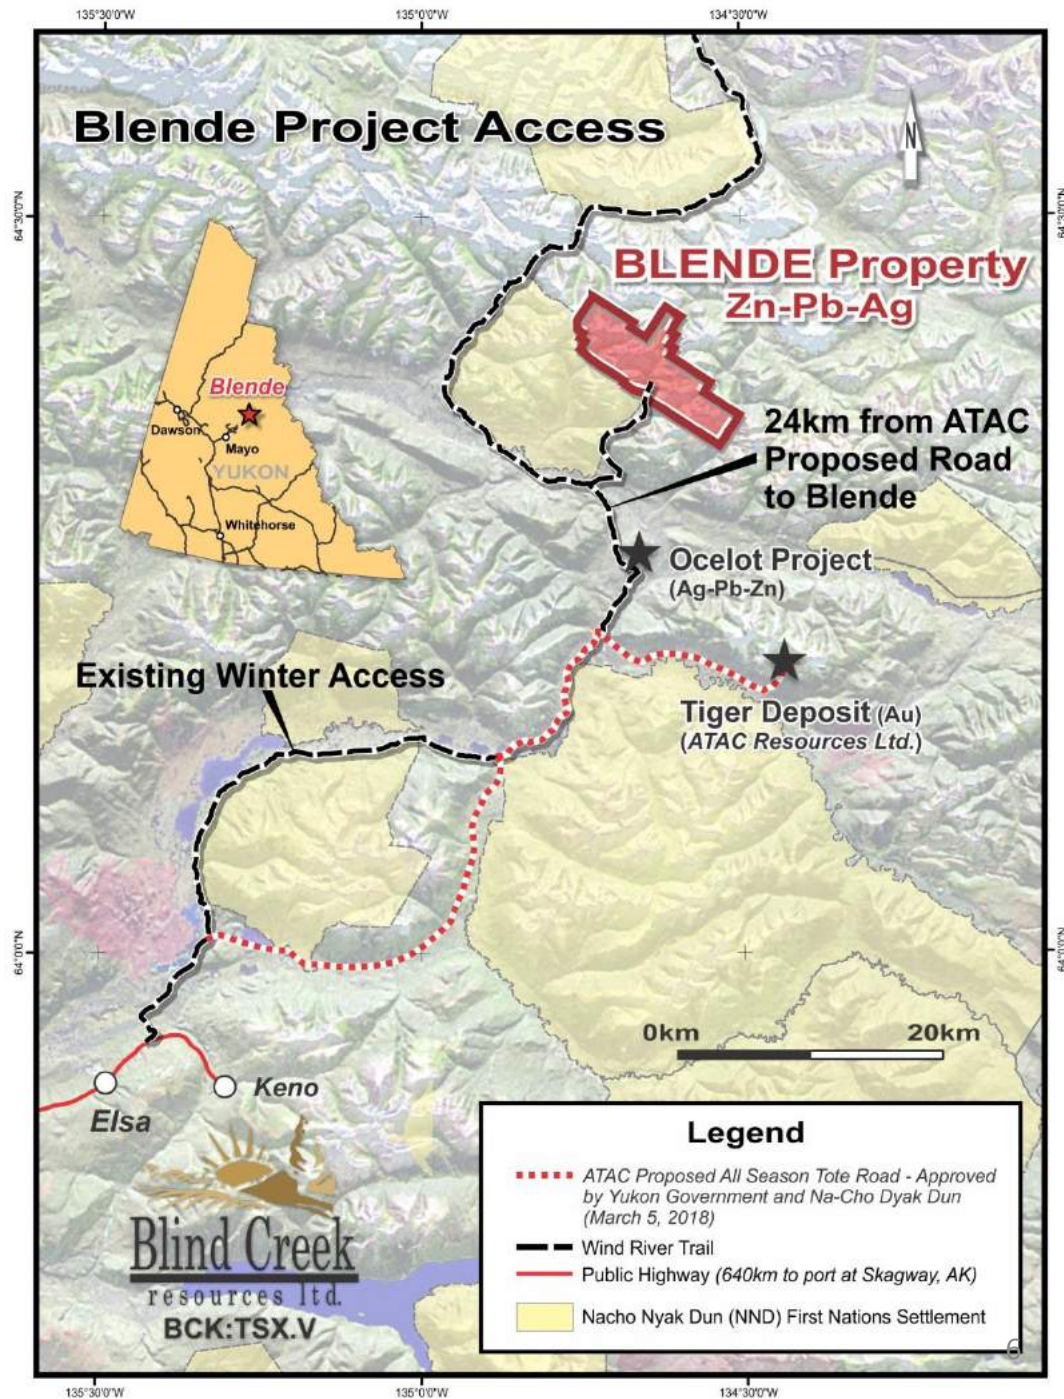 135°30'0"W
135°0'0"W
134°30'0"W
Blende Project Access
N
64°30'0"N
64°30'0"N
BLENDE Property
Zn-Pb-Ag
Blende
Dawson
Mayo
YUKON
Whitehorse
24km from ATAC
Proposed Road
to Blende
Ocelot Project
(Ag-Pb-Zn)
Existing Winter Access
Tiger Deposit (Au)
(ATAC Resources Ltd.)
64°0'0"N
64°0'0"N
0km 20km
Keno
Elsa
Blind Creek
resources ltd.
BCK:TSX.V
Legend
ATAC Proposed All Season Tote Road - Approved
by Yukon Government and Na-Cho Dyak Dun
(March 5, 2018)
Wind River Trail
Public Highway (640km to port at Skagway, AK)
Nacho Nyak Dun (NND) First Nations Settlement
6
135°30'0"W
135°0'0"W
134°30'0"W